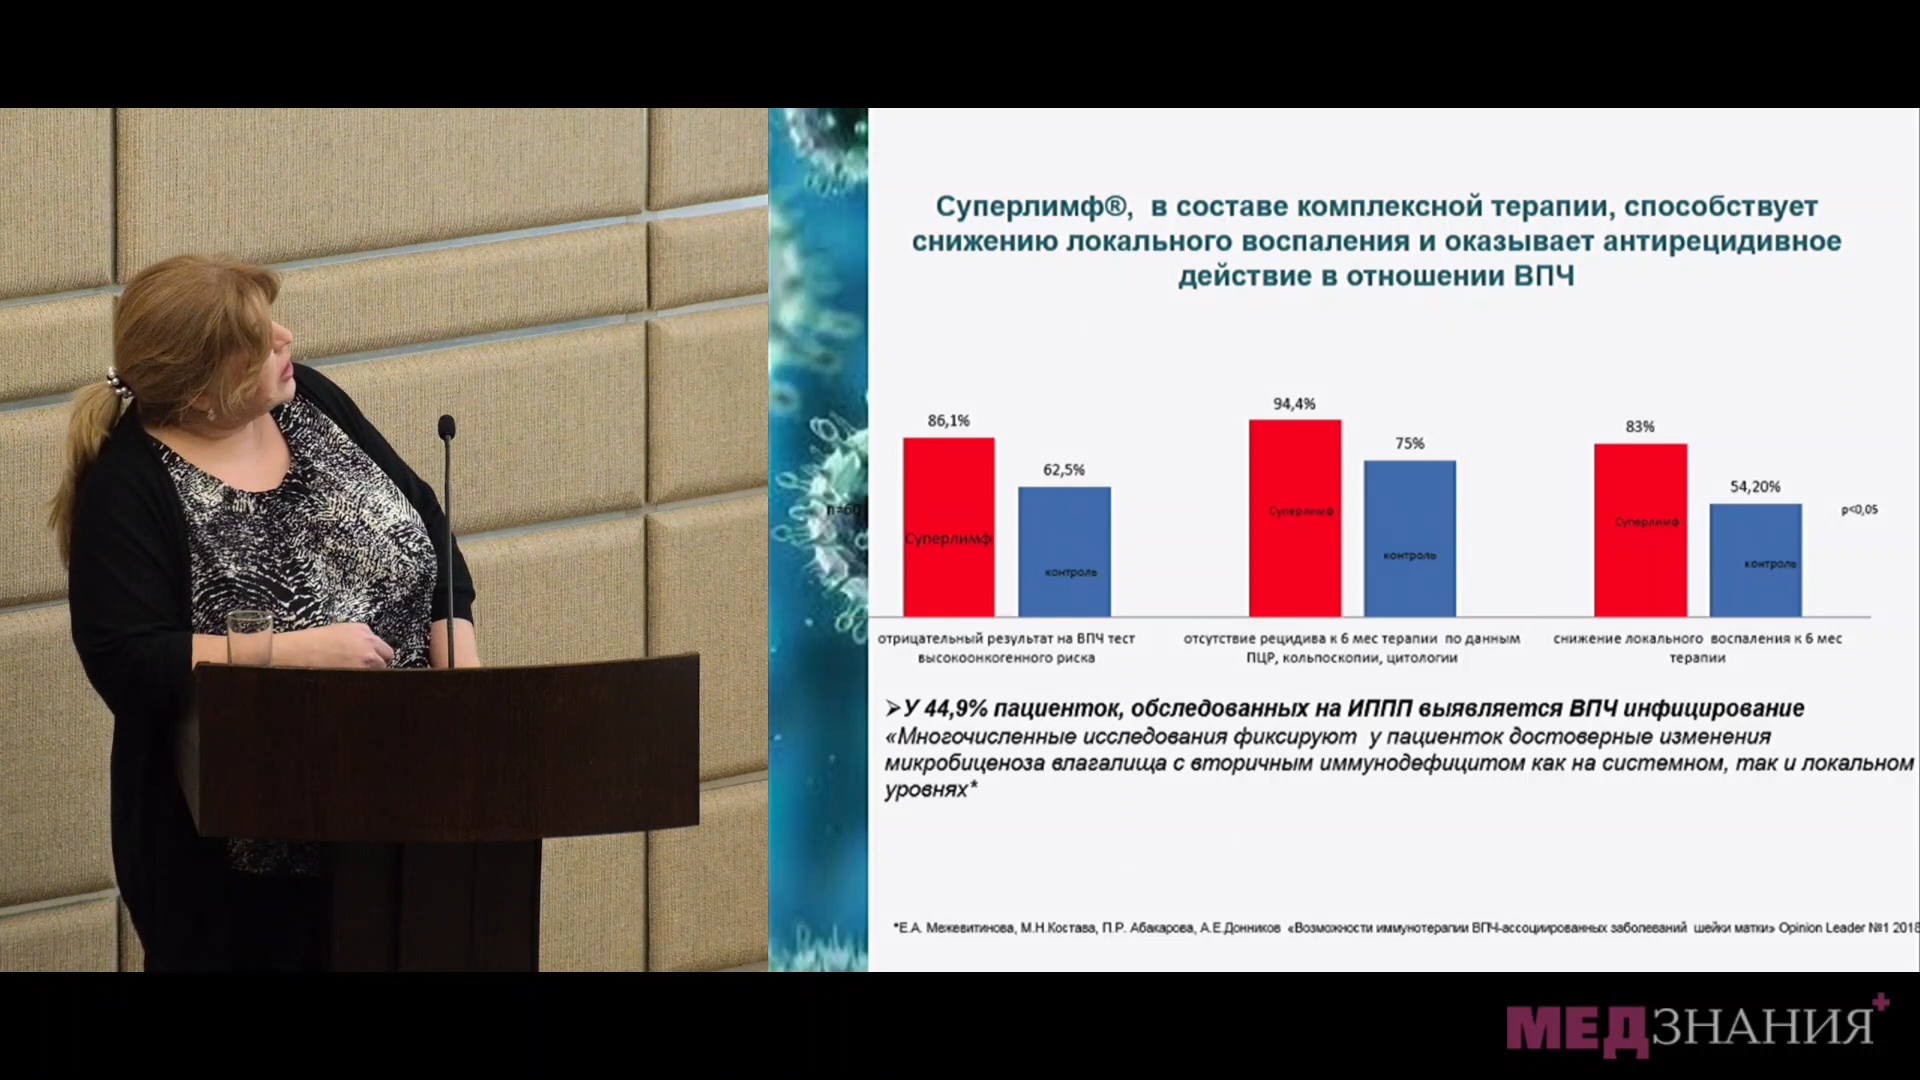 Суперлимф®, в составе комплексной терапии, способствует
снижению локального воспаления и оказывает антирецидивное
действие в отношении ВПЧ
86,1%
62,5%
94,4%
75%
83%
54,20%
n=60
Суперлимф
контроль
Суперлимф
контроль
Суперлимф
контроль
p<0,05
отрицательный результат на ВПЧ тест
высокоонкогенного риска
отсутствие рецидива к 6 мес терапии по данным
ПЦР, кольпоскопии, цитологии
снижение локального воспаления к 6 мес
терапии
➢У 44,9% пациенток, обследованных на ИППП выявляется ВПЧ инфицирование
«Многочисленные исследования фиксируют у пациенток достоверные изменения
микробиценоза влагалища с вторичным иммунодефицитом как на системном, так и локальном
уровнях*
*Е.А. Межевитинова, М.Н.Костава, П.Р. Абакарова, А.Е.Донников «Возможности иммунотерапии ВПЧ-ассоциированных заболеваний шейки матки» Opinion Leader №1 2018
МЕДЗНАНИЯ+